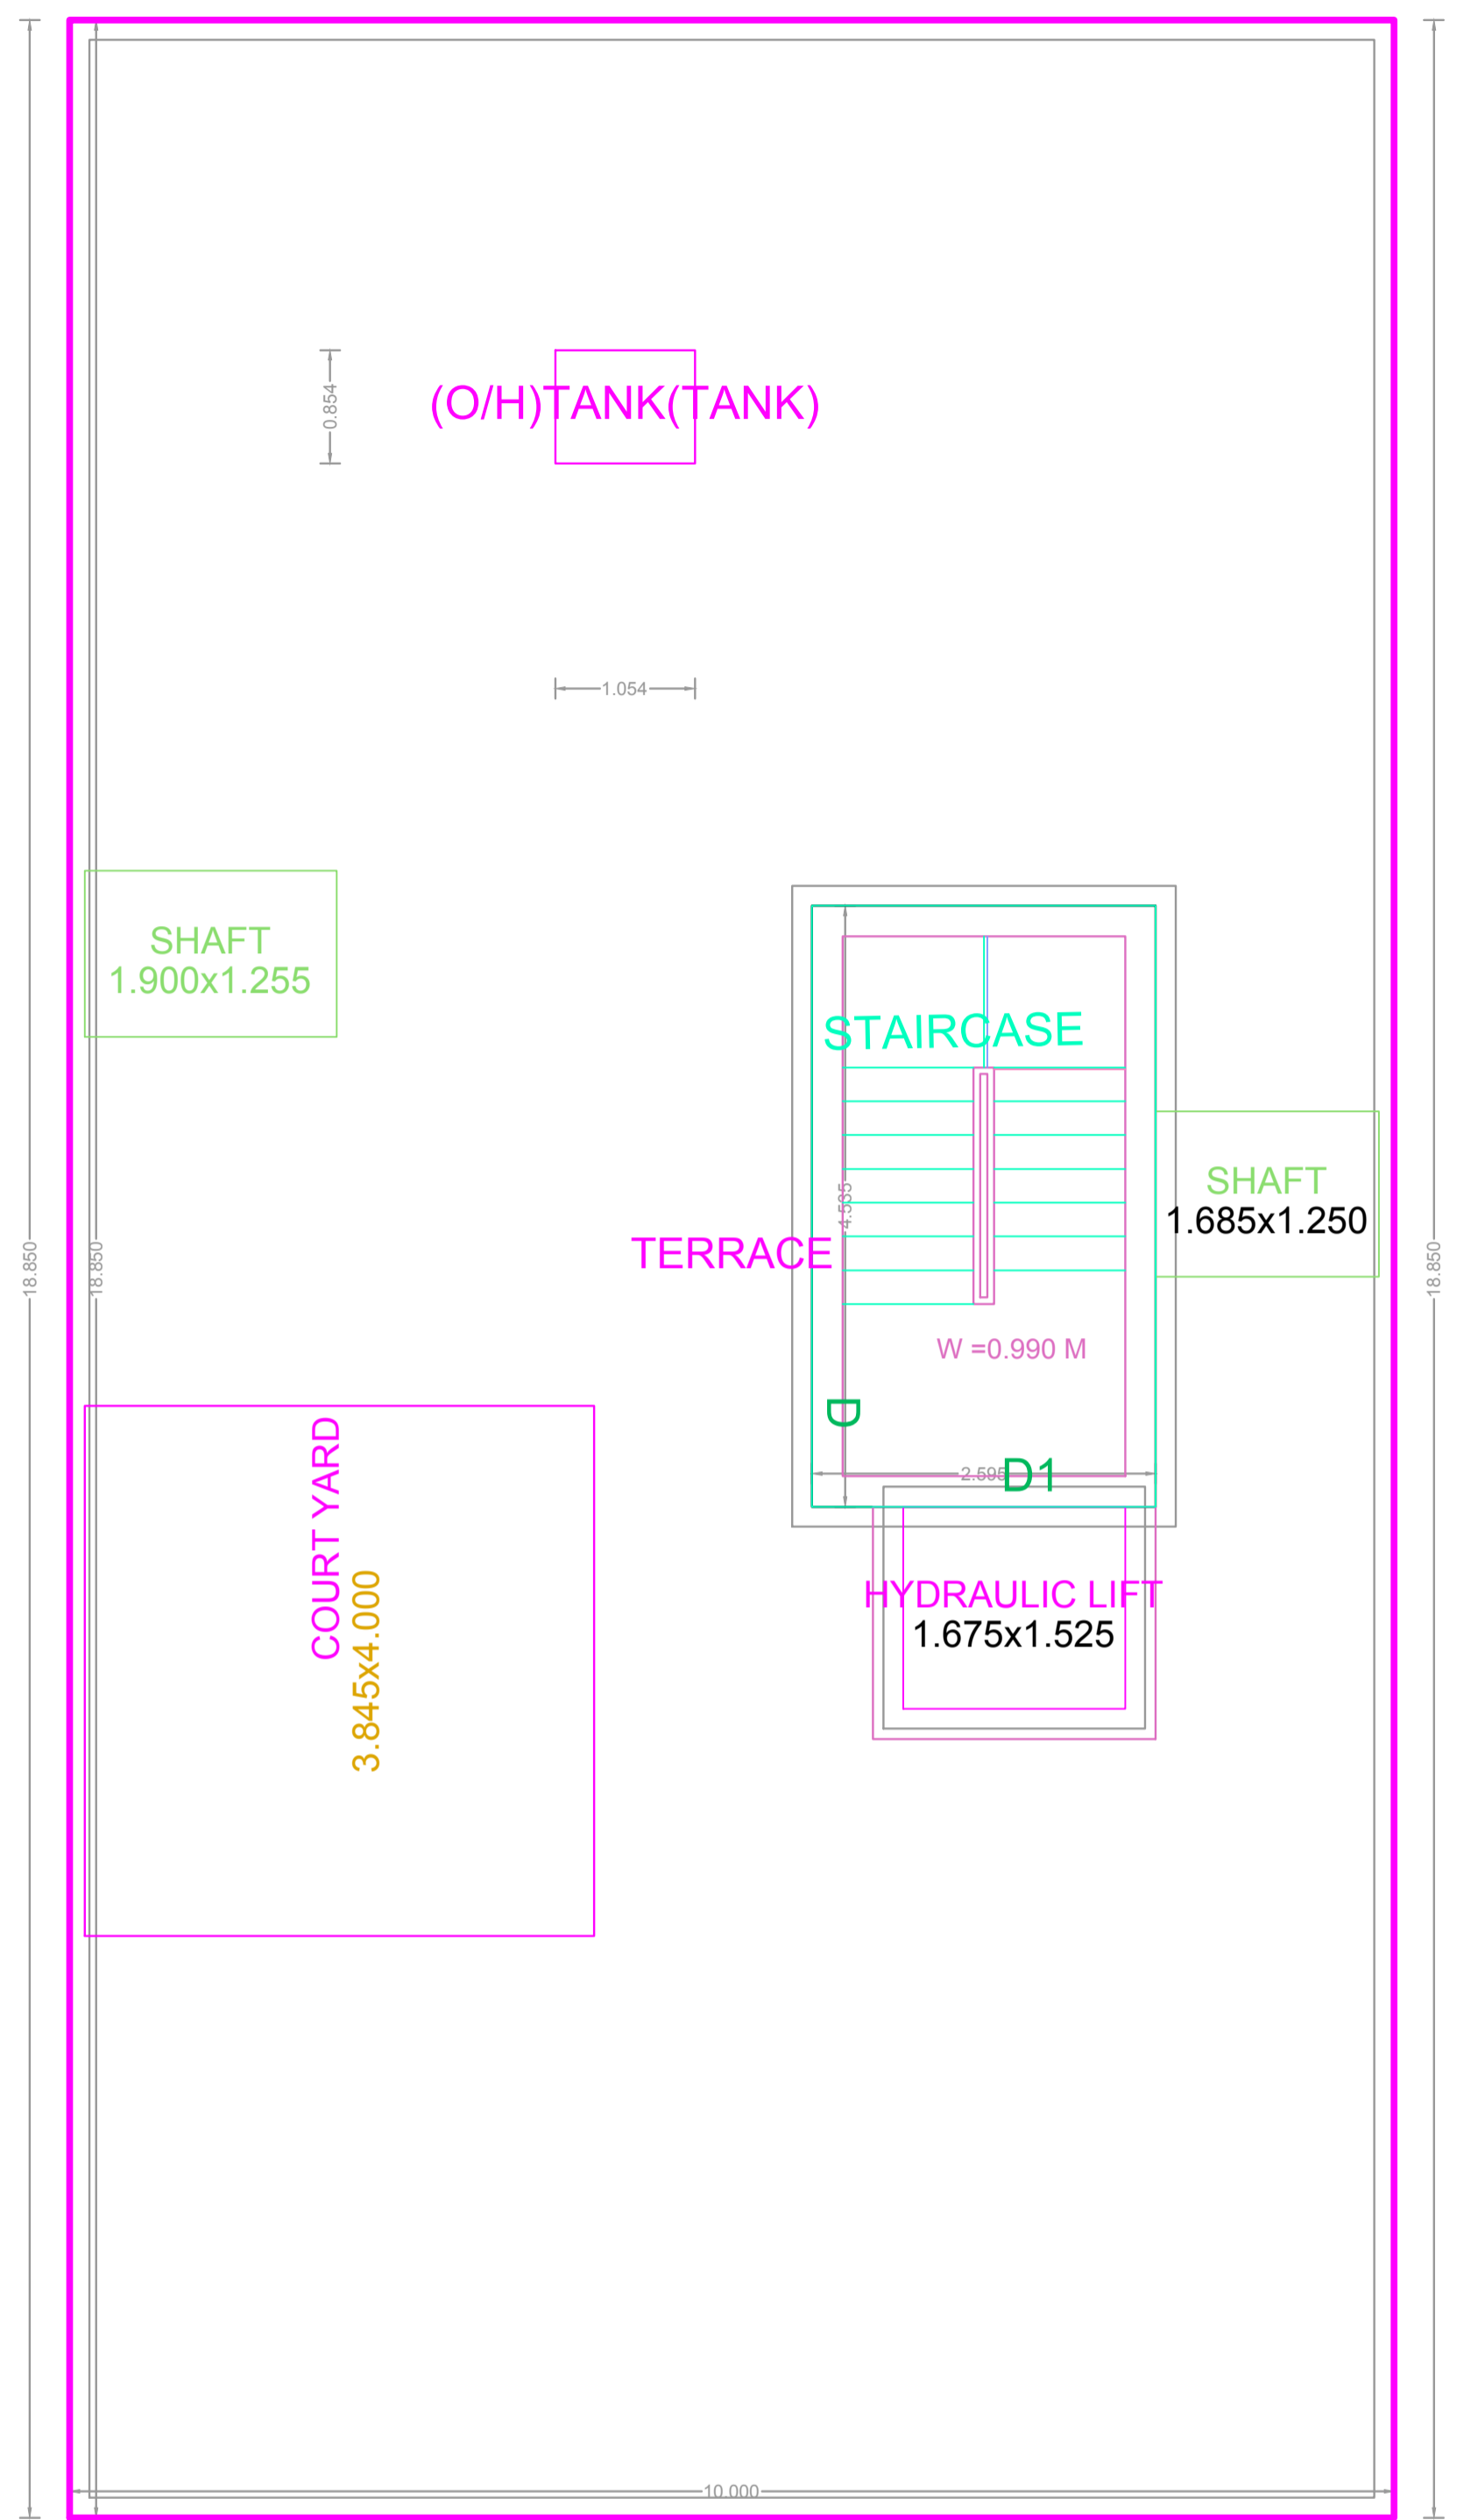 0.854
(O/H)TANK(TANK)
1.054
SHAFT
1.900x1.255
STAIRCASE
4.535
SHAFT
1.685x1.250
TERRACE
18.850
18.850
18.850
W =0.990 M
D
2.595
D1
COURT YARD
3.845x4.000
HYDRAULIC LIFT
1.675x1.525
10.000